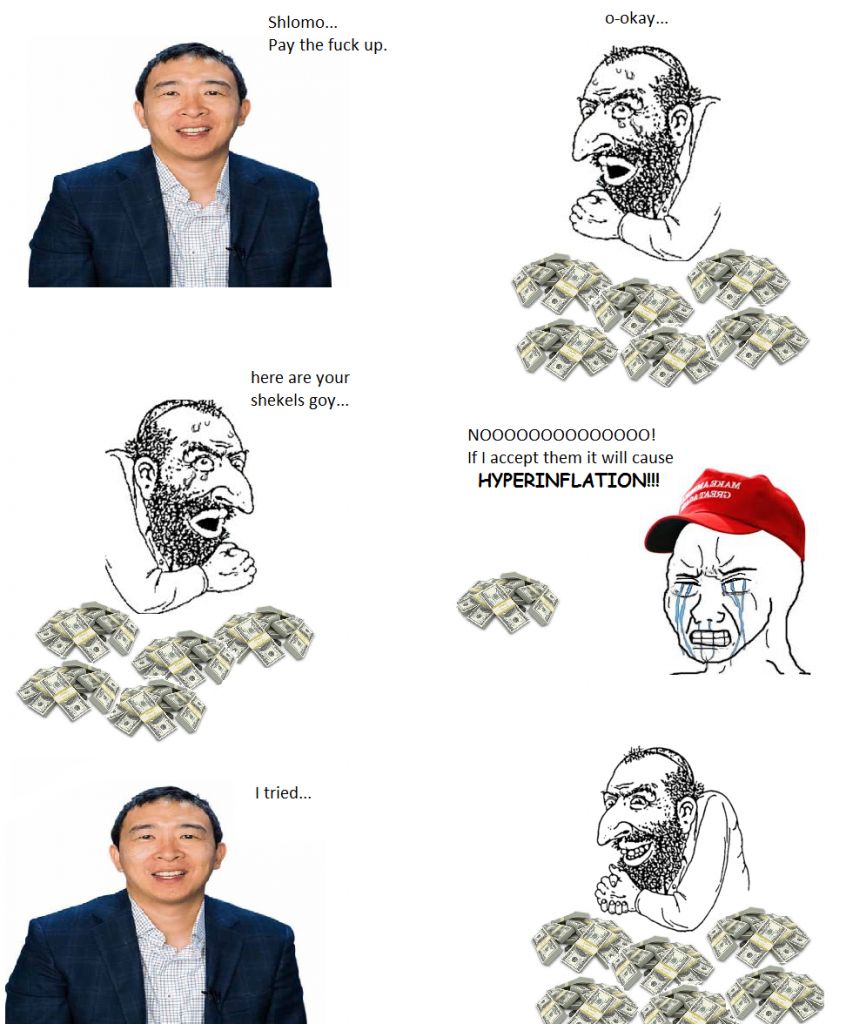 Shlomo...
Pay the fuck up.
o-okay...
here are your
shekels goy...
NOOOOOOOOOOOOOO!
If I accept them it will cause
HYPERINFLATION!!!
I tried...